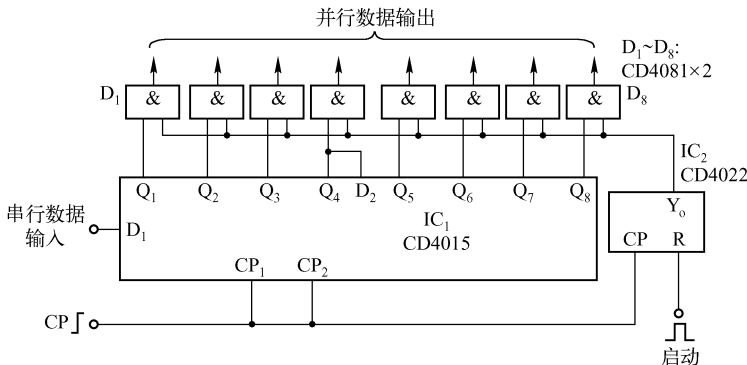 并行数据输出
D1~D8:
CD4081×2
D1 & & & & & & & & D8
IC2
CD4022
Q1 Q2 Q3 Q4 D2 Q5 Q6 Q7 Q8
Yo
串行数据
输入
D1
IC1
CD4015
CP R
CP1 CP2
CP
启动